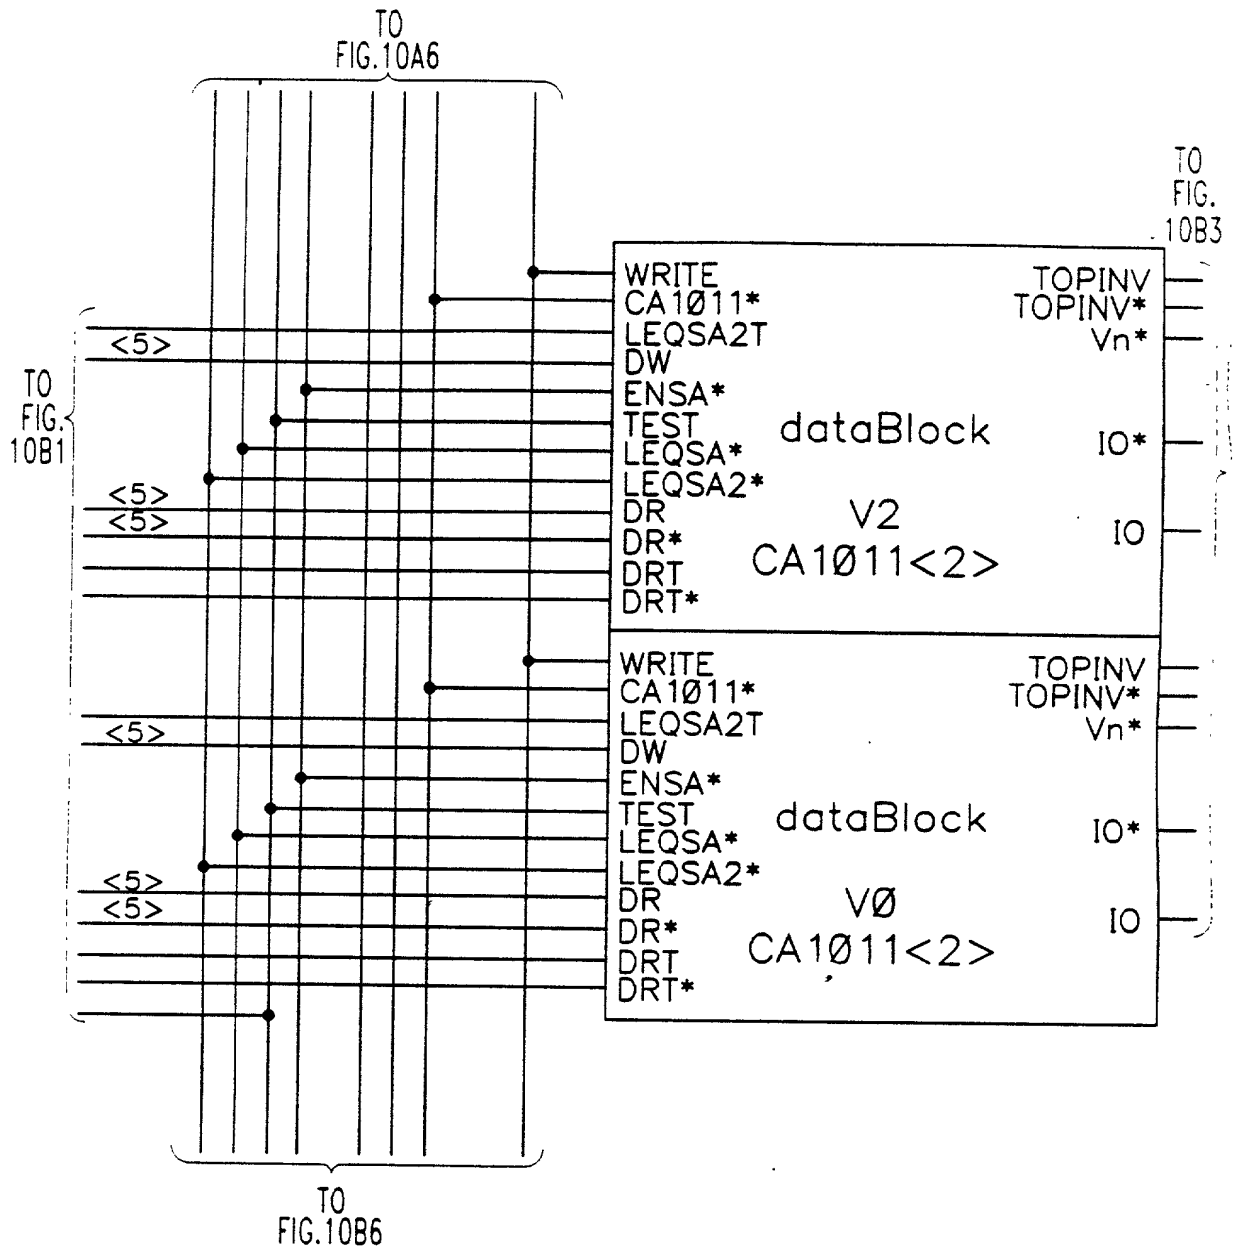 TO
FIG.10A6
TO
FIG.
10B3
WRITE
TOPINV
CA1Ø11*
TOPINV*
LEQSA2T
Vn*
<5>
DW
TO
FIG.
10B1
ENSA*
TEST
dataBlock
IO*
LEQSA*
LEQSA2*
<5>
DR
V2
<5>
DR*
IO
DRT
CA1Ø11<2>
DRT*
WRITE
TOPINV
CA1Ø11*
TOPINV*
LEQSA2T
Vn*
<5>
DW
ENSA*
TEST
dataBlock
IO*
LEQSA*
LEQSA2*
<5>
DR
VØ
<5>
DR*
IO
DRT
CA1Ø11<2>
DRT*
TO
FIG.10B6